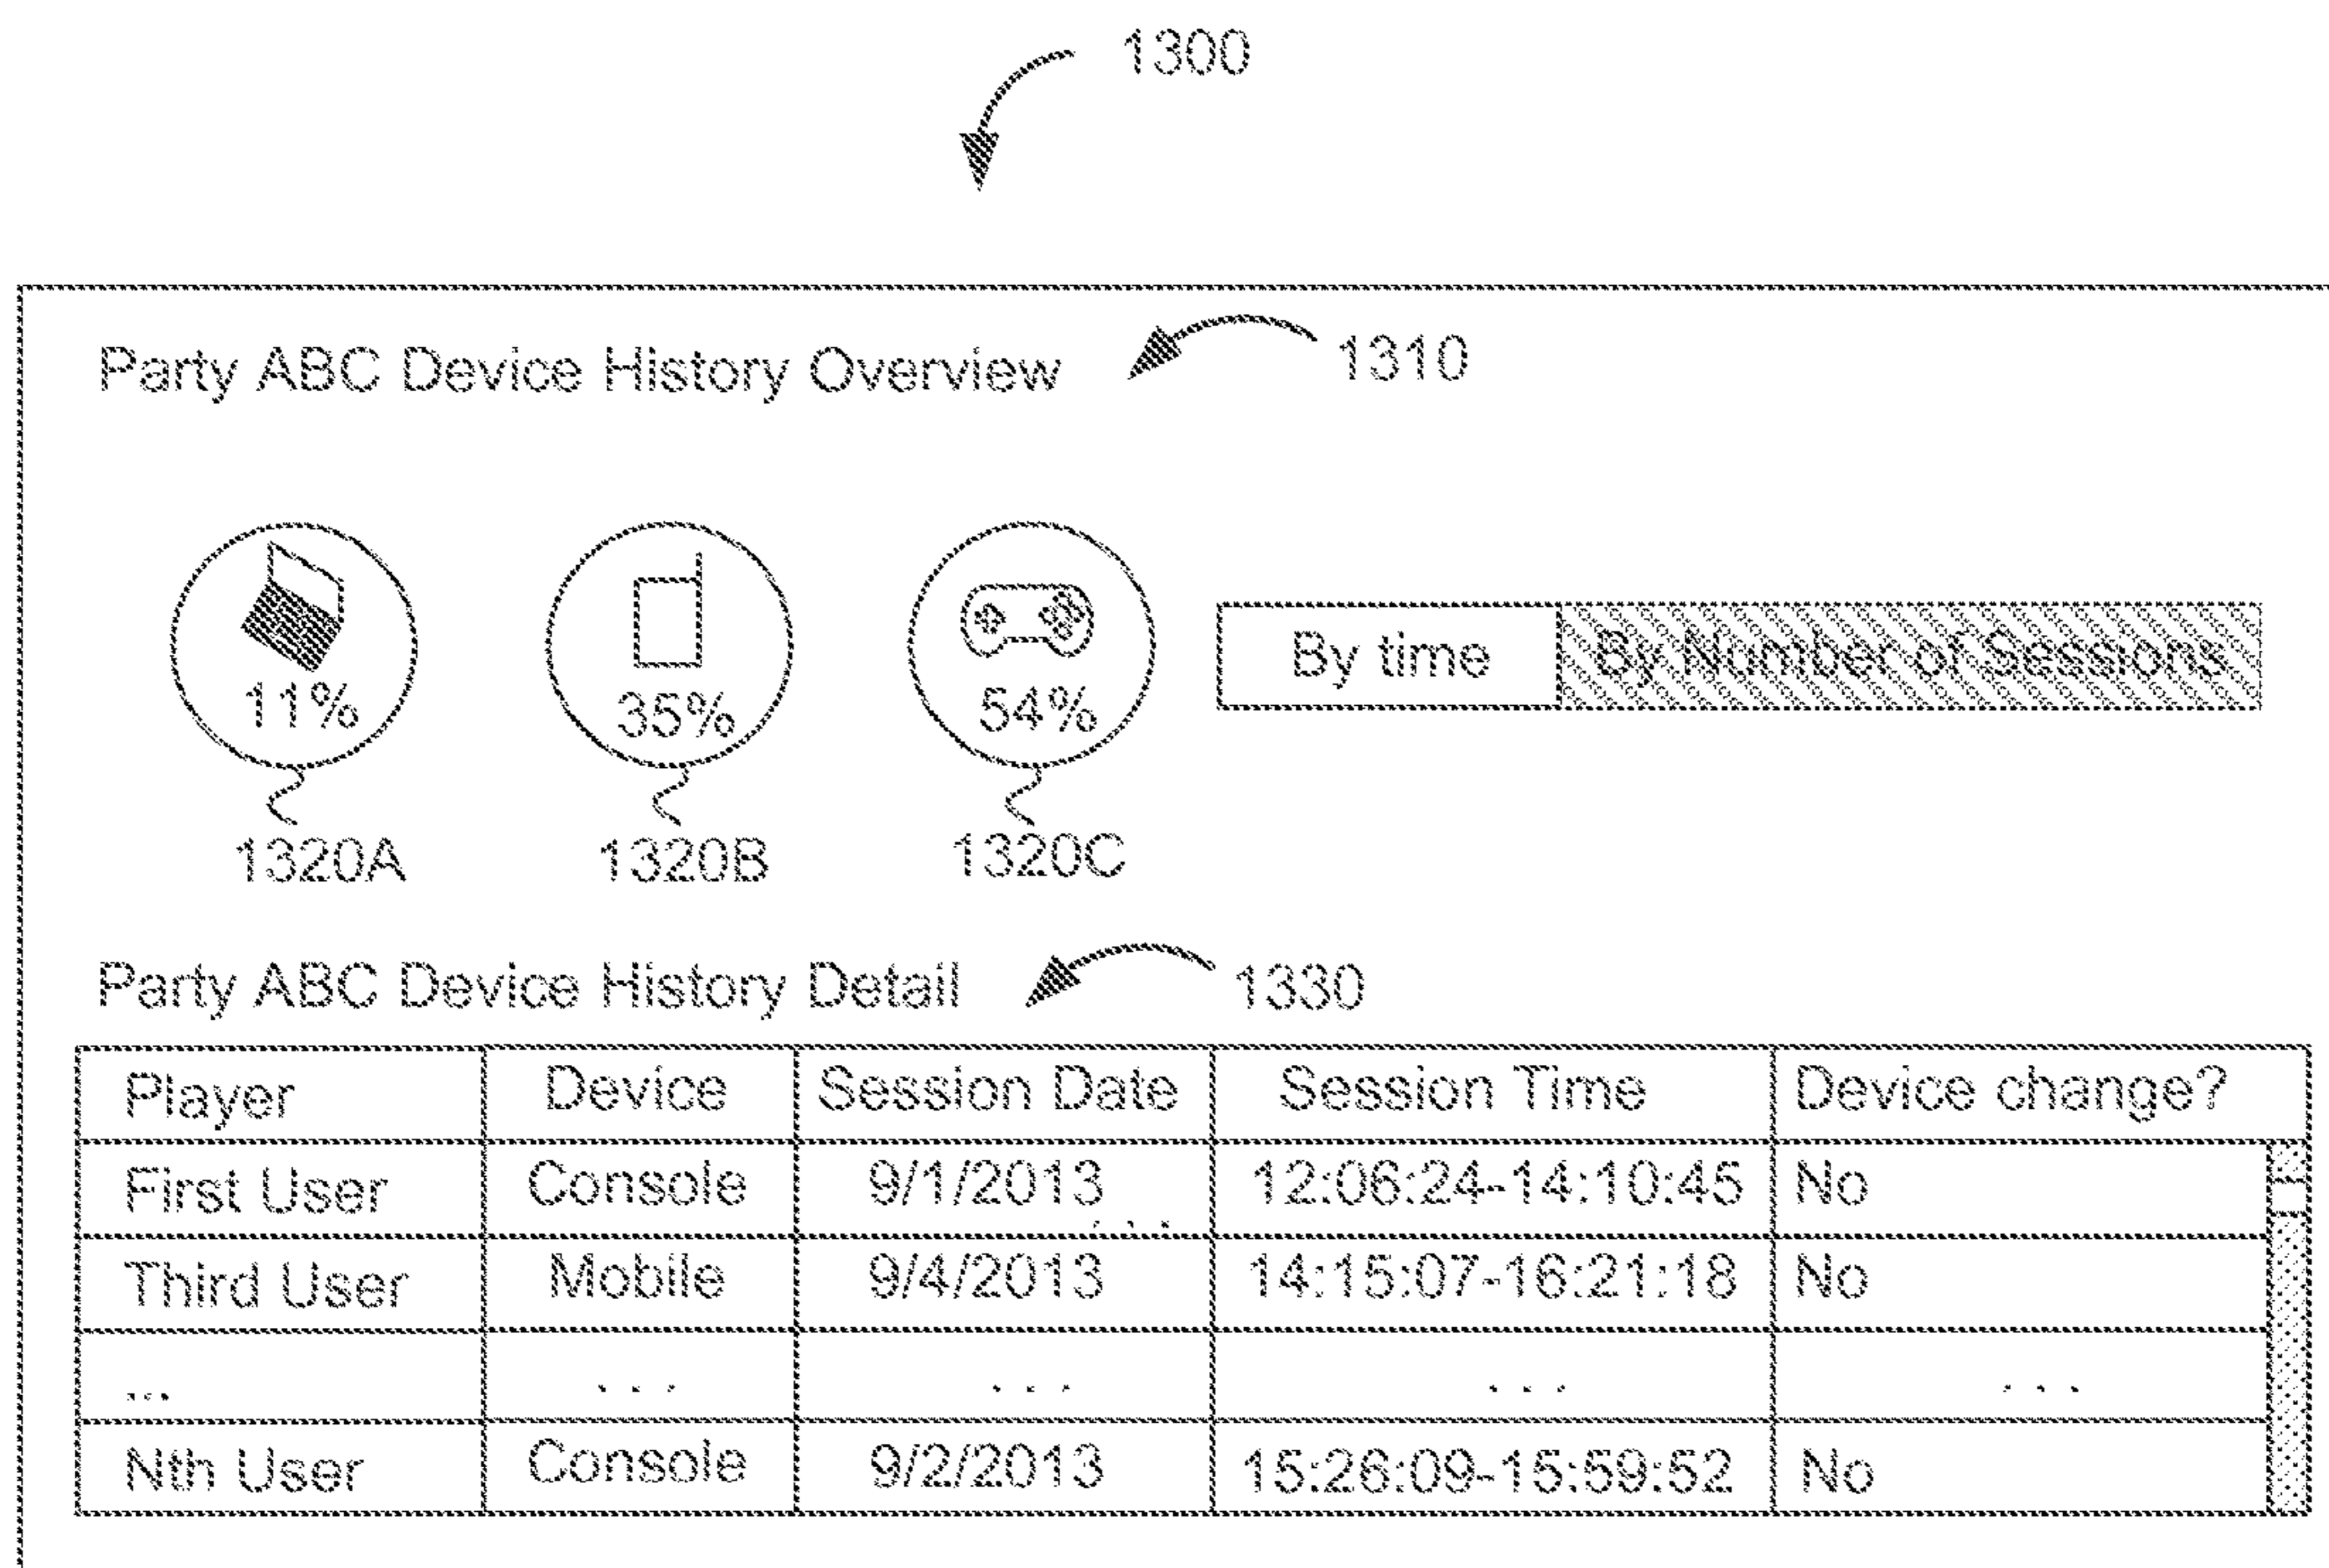 1300
Party ABC Device History Overview 1310
11% 35% 54% By time By Number of Sessions
1320A 1320B 1320C
Party ABC Device History Detail 1330
Player Device Session Date Session Time Device change?
First User Console 9/1/2013 12:06:24-14:10:45 No
. . .
Third User Mobile 9/4/2013 14:15:07-16:21:18 No
... . . . . . . . . . . . .
Nth User Console 9/2/2013 15:26:09-15:59:52 No